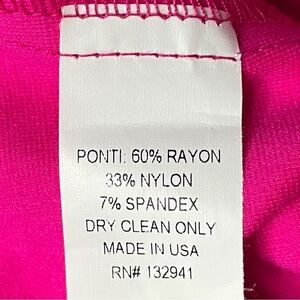 PONTI: 60% RAYON
33% NYLON
7% SPANDEX
DRY CLEAN ONLY
MADE IN USA
RN# 132941